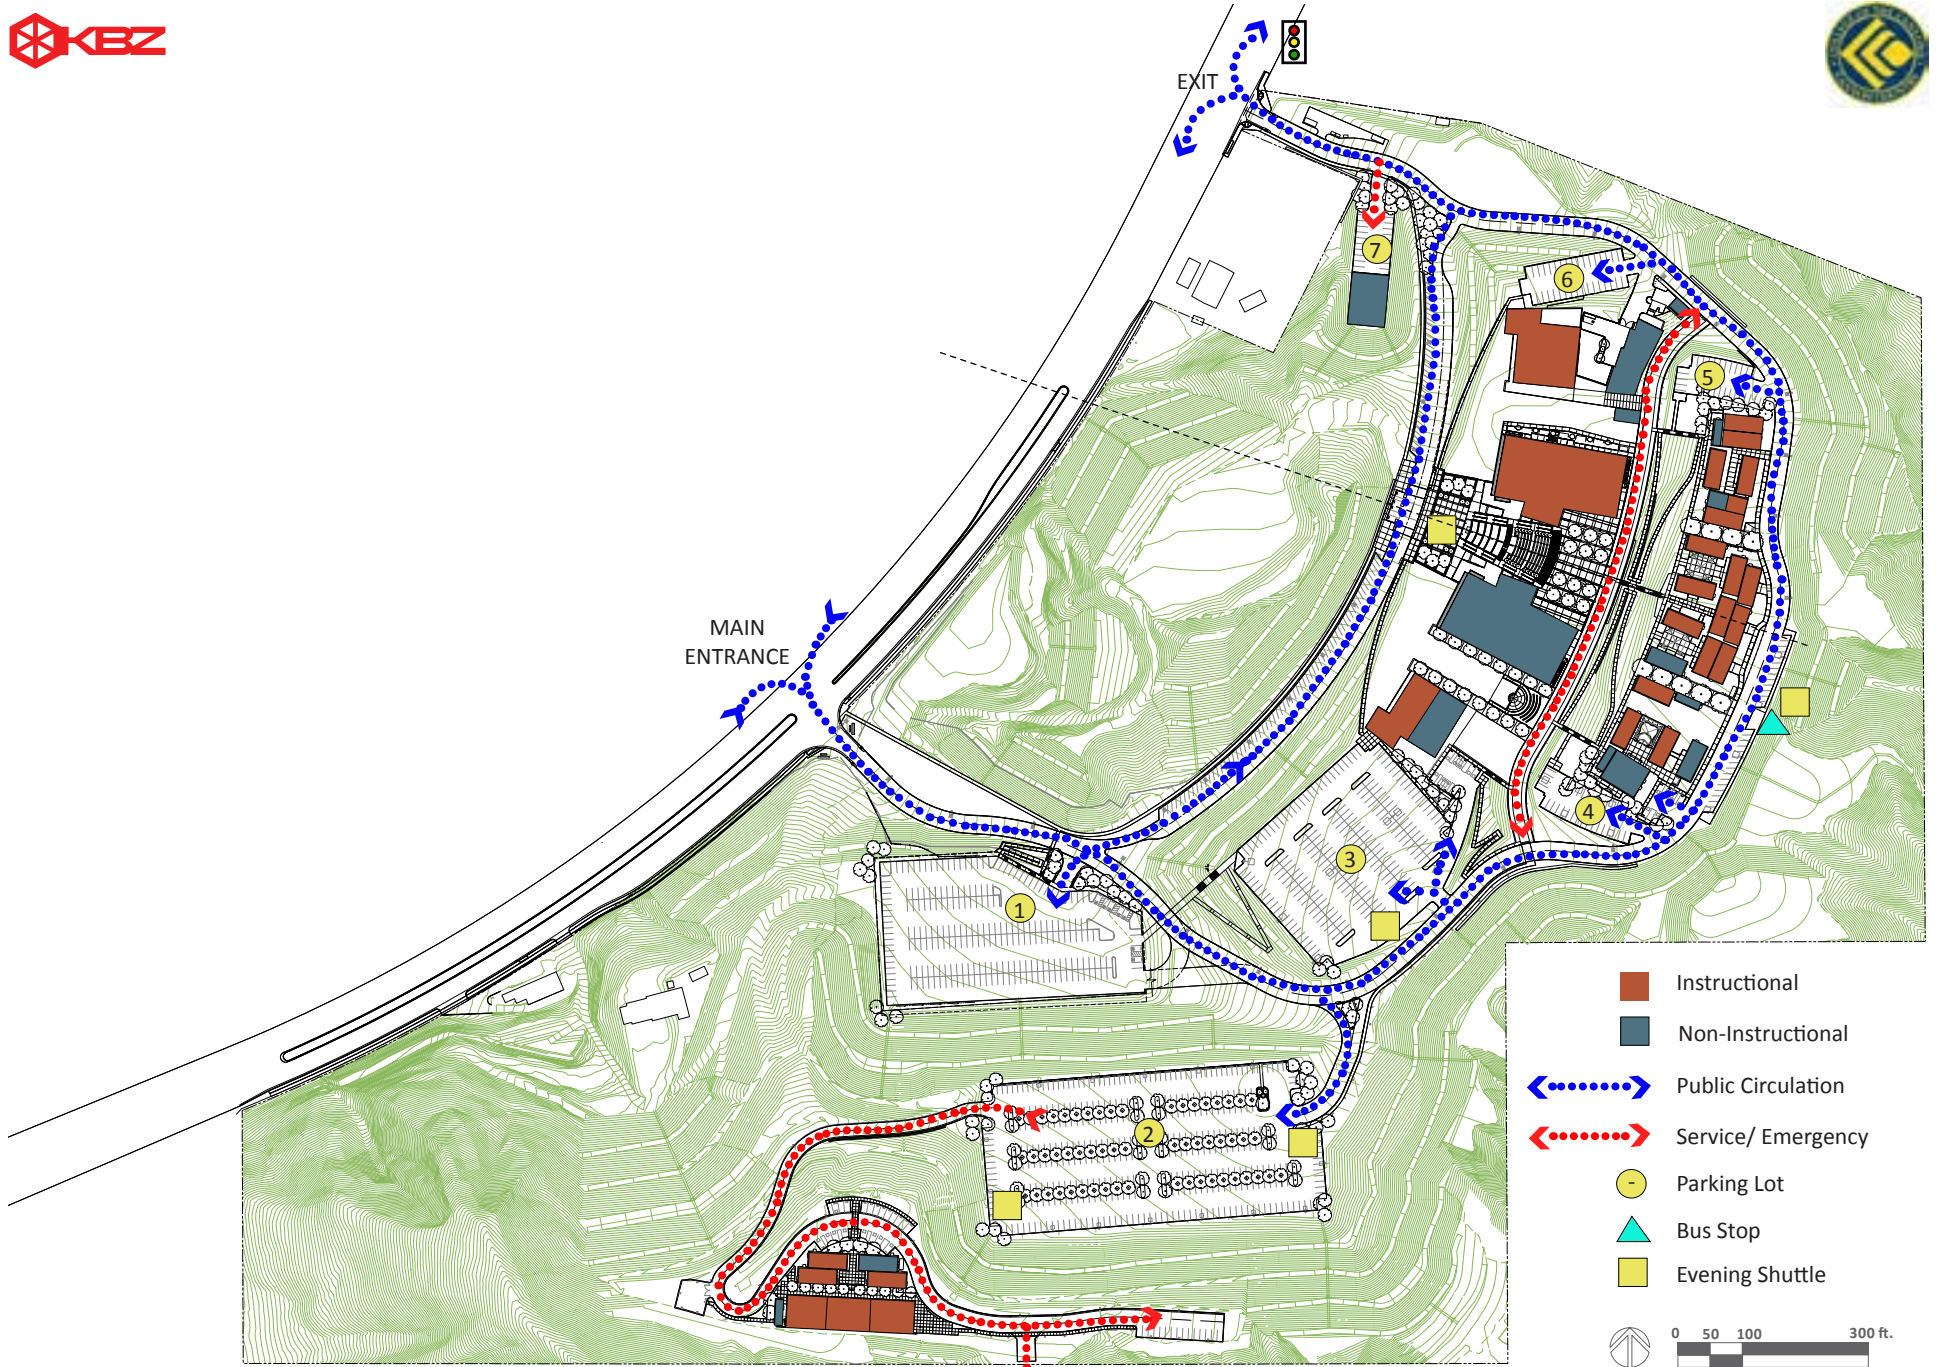 KBZ
EXIT
7
6
5
MAIN
ENTRANCE
4
3
1
2
Instructional
Non-Instructional
Public Circulation
Service/ Emergency
- Parking Lot
Bus Stop
Evening Shuttle
0 50 100 300 ft.